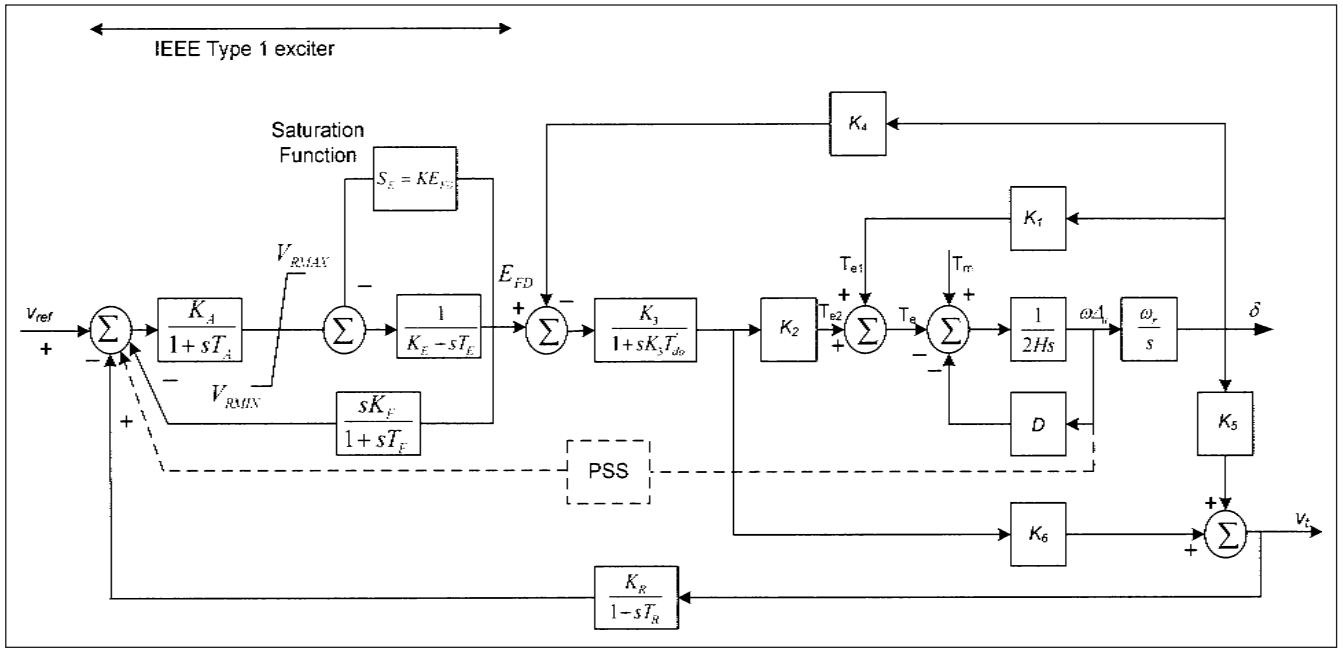 IEEE Type 1 exciter
Saturation
Function
S_E = KE_FD
K_4
K_1
V_RMAX
E_FD
T_e1
T_m
v_ref
+
−
Σ
K_A
1 + sT_A
−
V_RMIN
+
−
Σ
1
K_E − sT_E
+
−
Σ
K_3
1 + sK_3T'_do
K_2
T_e2
+
+
Σ
T_e
+
−
−
Σ
1
2Hs
ω_r
s
δ
sK_F
1 + sT_F
D
K_5
PSS
K_6
+
+
Σ
v_t
K_R
1 − sT_R